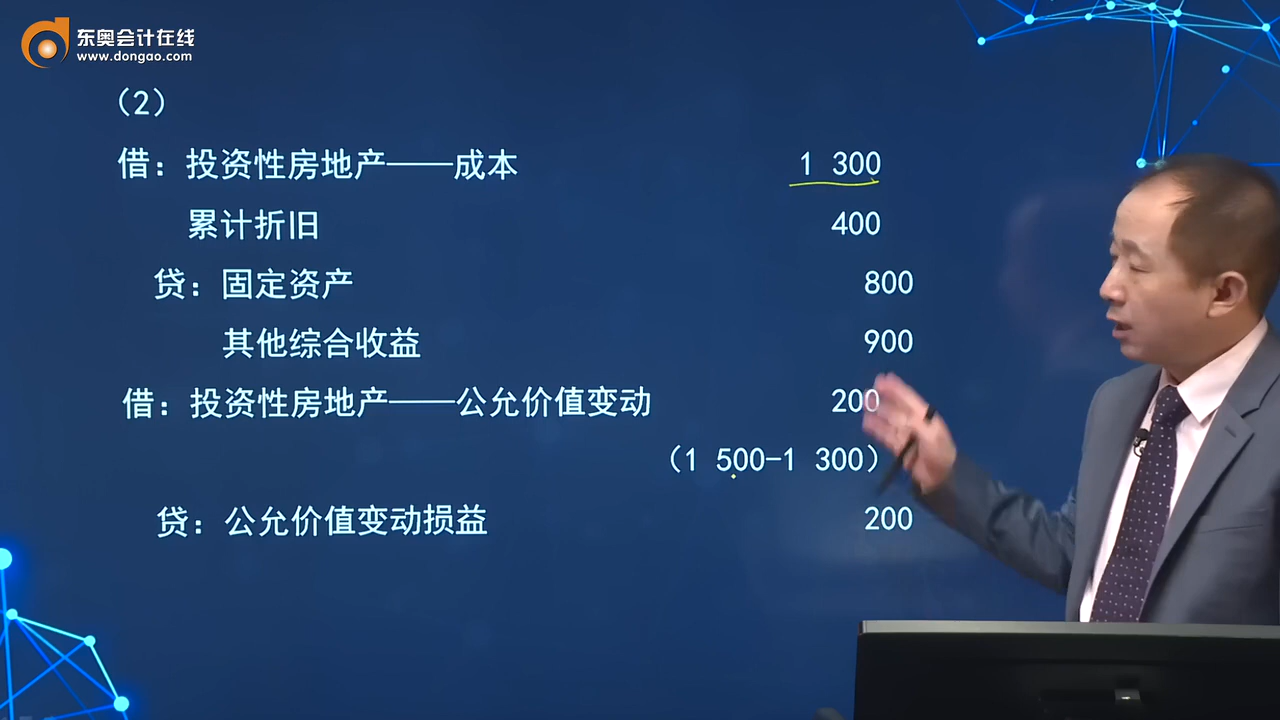 东奥会计在线
www.dongao.com
（2）
借：投资性房地产——成本 1 300
累计折旧 400
贷：固定资产 800
其他综合收益 900
借：投资性房地产——公允价值变动 200
（1 500-1 300）
贷：公允价值变动损益 200